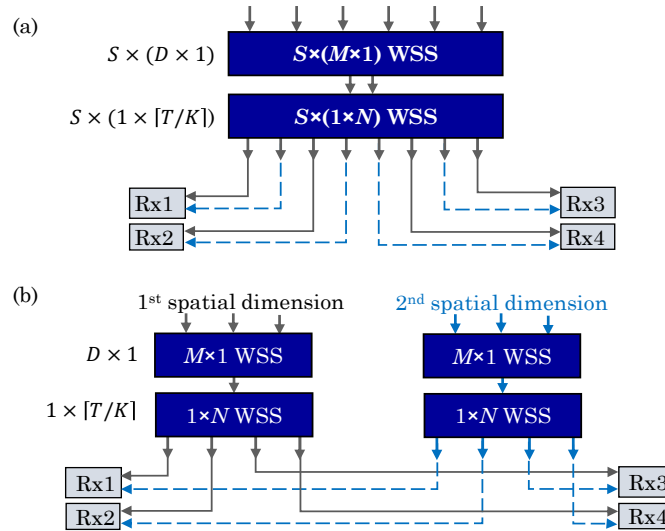 (a)
S × (D × 1)
S×(M×1) WSS
S × (1 × ⌈T/K⌉)
S×(1×N) WSS
Rx1
Rx3
Rx2
Rx4
(b)
1st spatial dimension
2nd spatial dimension
D × 1
M×1 WSS
M×1 WSS
1 × ⌈T/K⌉
1×N WSS
1×N WSS
Rx1
Rx3
Rx2
Rx4